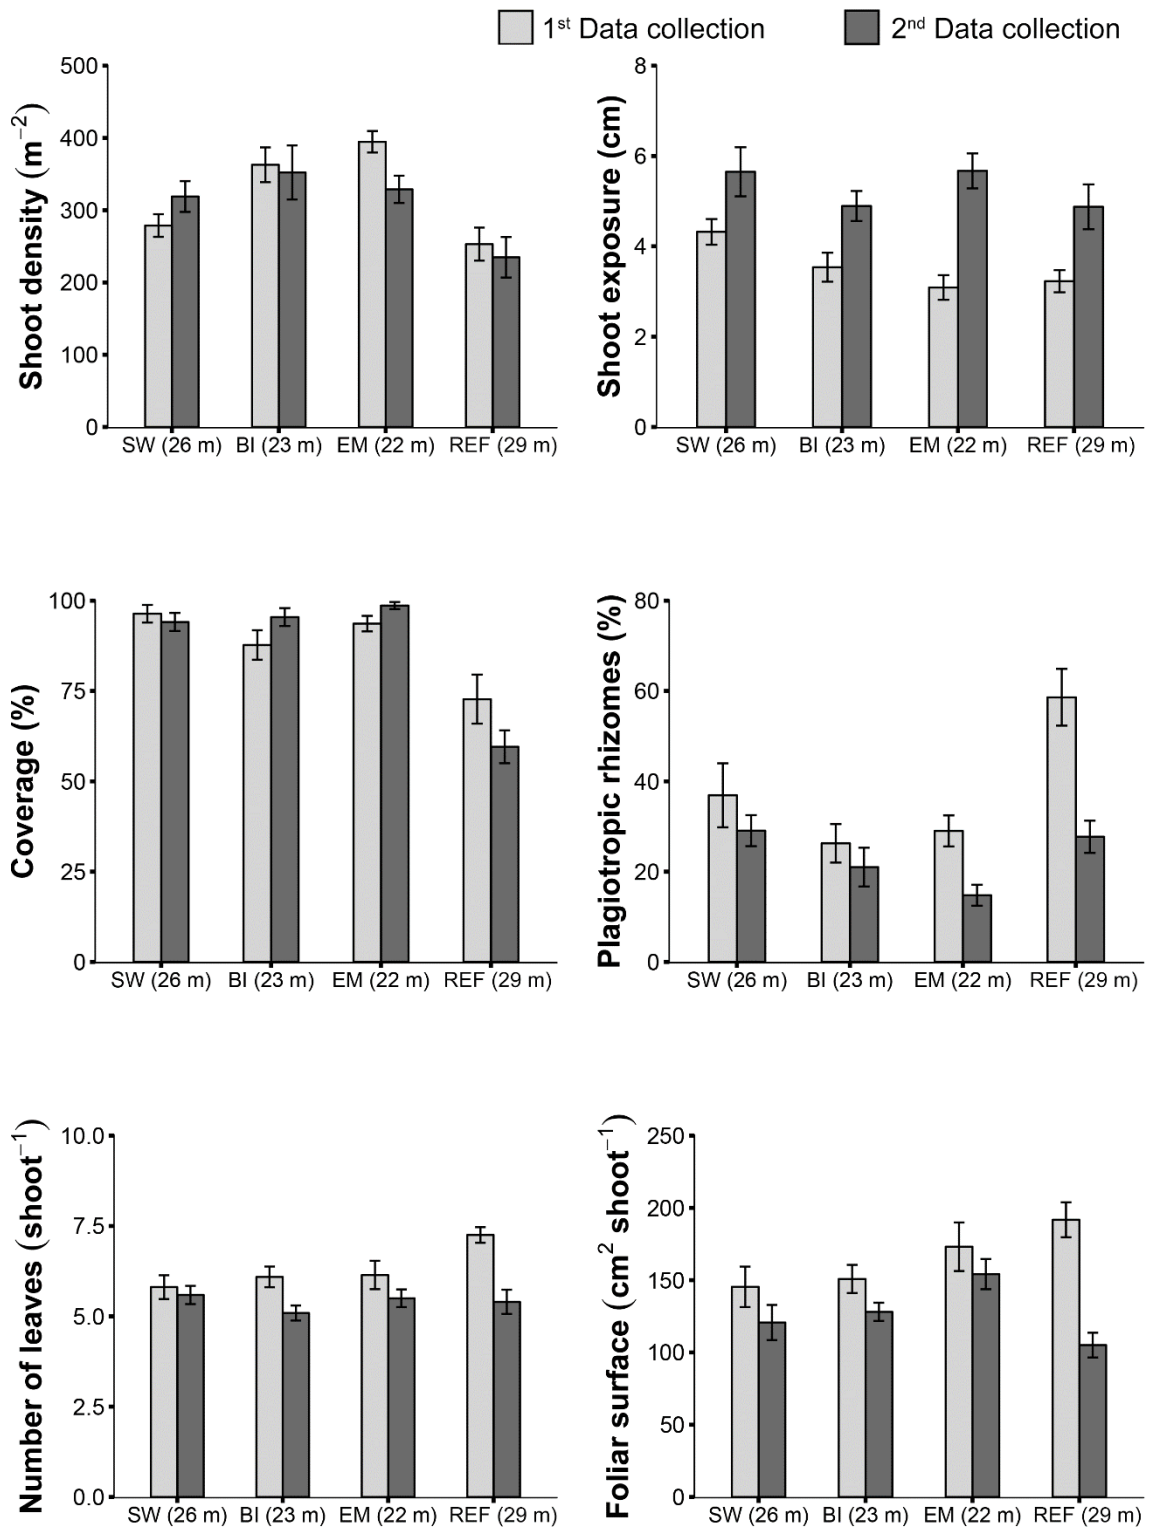 1st Data collection
2nd Data collection
Shoot density (m−2)
500
400
300
200
100
0
SW (26 m)
BI (23 m)
EM (22 m)
REF (29 m)
Shoot exposure (cm)
8
6
4
2
0
SW (26 m)
BI (23 m)
EM (22 m)
REF (29 m)
Coverage (%)
100
75
50
25
0
SW (26 m)
BI (23 m)
EM (22 m)
REF (29 m)
Plagiotropic rhizomes (%)
80
60
40
20
0
SW (26 m)
BI (23 m)
EM (22 m)
REF (29 m)
Number of leaves (shoot−1)
10.0
7.5
5.0
2.5
0.0
SW (26 m)
BI (23 m)
EM (22 m)
REF (29 m)
Foliar surface (cm2 shoot−1)
250
200
150
100
50
0
SW (26 m)
BI (23 m)
EM (22 m)
REF (29 m)